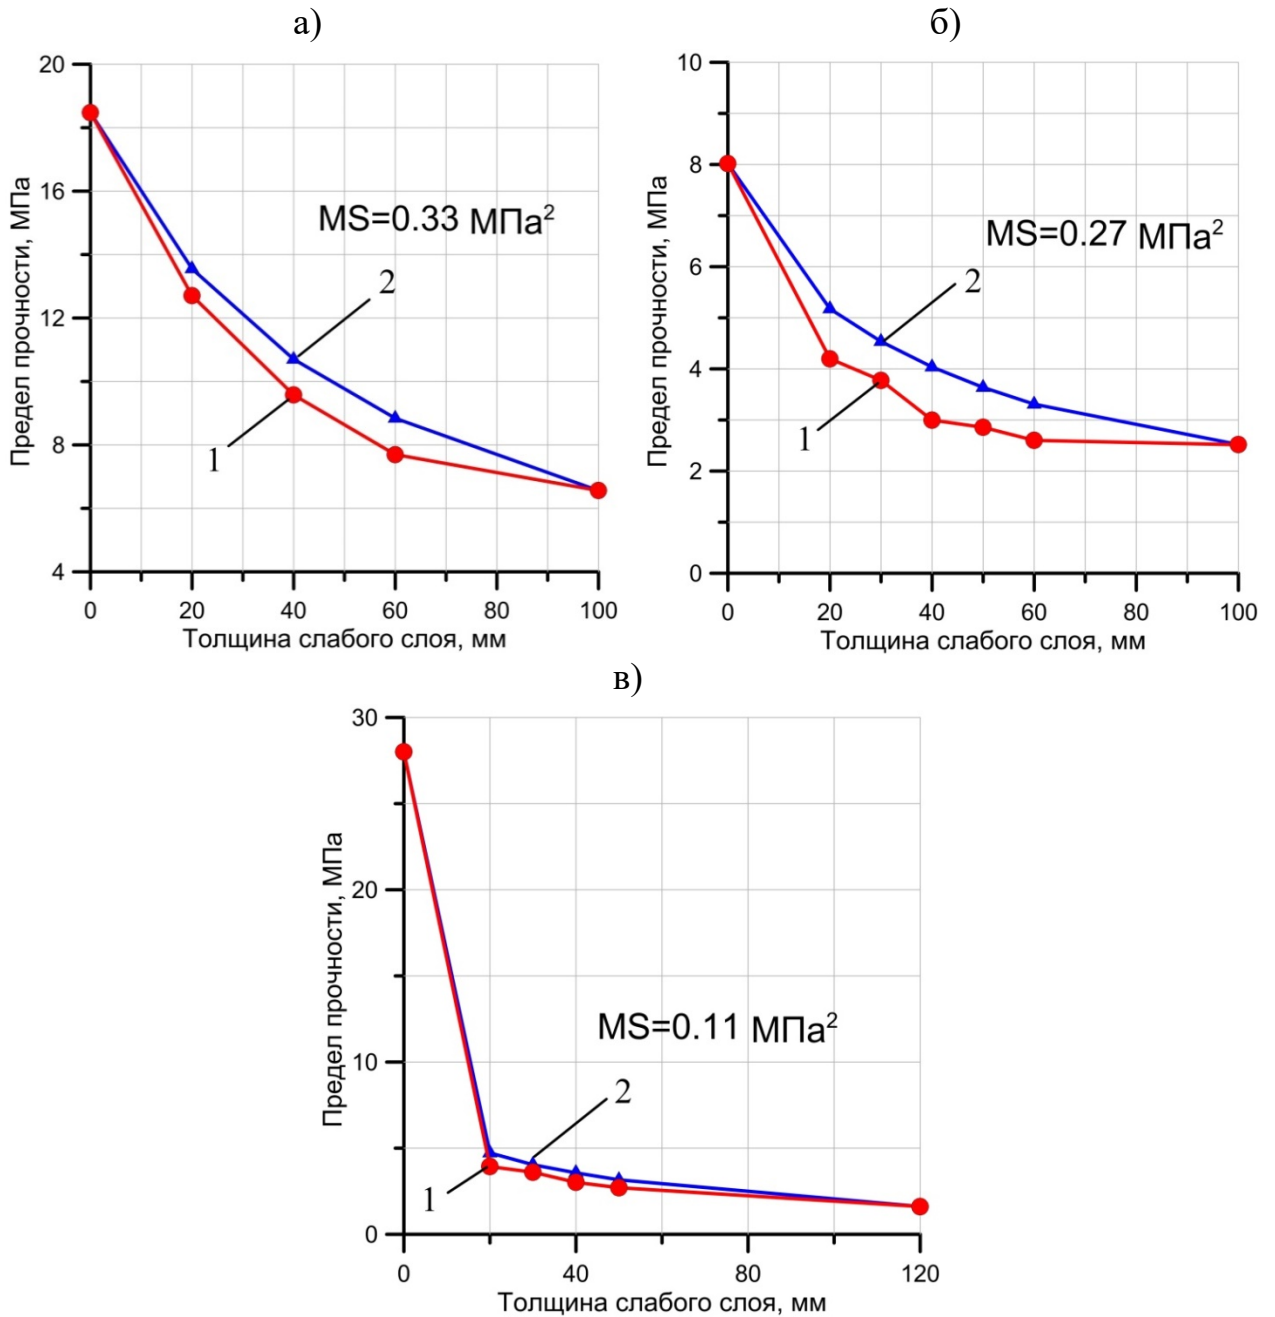 а)
Предел прочности, МПа
20
16
12
8
4
MS=0.33 МПа²
2
1
0 20 40 60 80 100
Толщина слабого слоя, мм
б)
Предел прочности, МПа
10
8
6
4
2
0
MS=0.27 МПа²
2
1
0 20 40 60 80 100
Толщина слабого слоя, мм
в)
Предел прочности, МПа
30
20
10
0
MS=0.11 МПа²
2
1
0 40 80 120
Толщина слабого слоя, мм